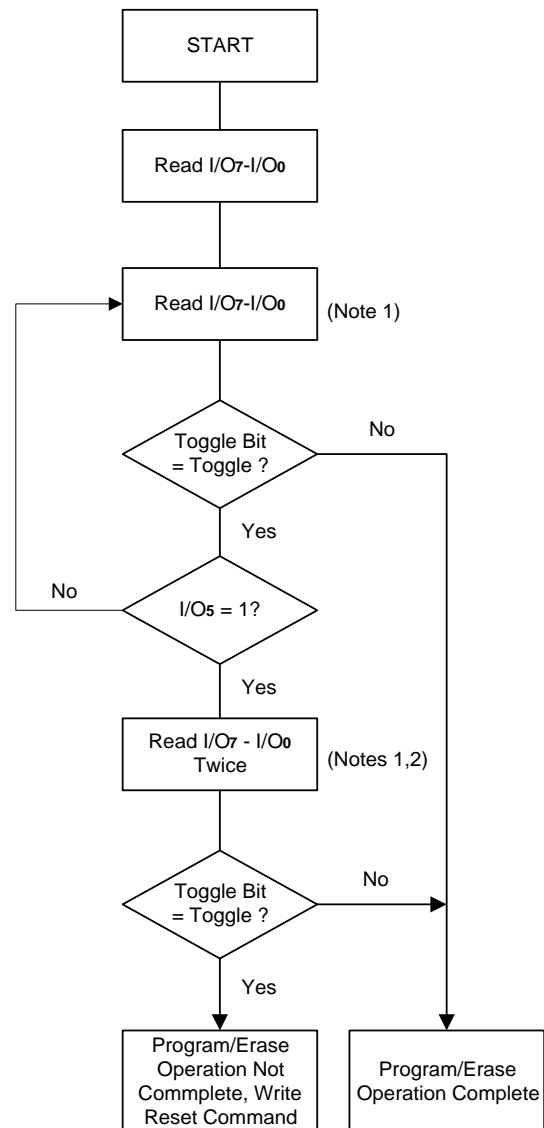 START
Read I/O7-I/O0
Read I/O7-I/O0
(Note 1)
Toggle Bit
= Toggle ?
No
Yes
No
I/O5 = 1?
Yes
Read I/O7 - I/O0
Twice
(Notes 1,2)
Toggle Bit
= Toggle ?
No
Yes
Program/Erase
Operation Not
Commplete, Write
Reset Command
Program/Erase
Operation Complete